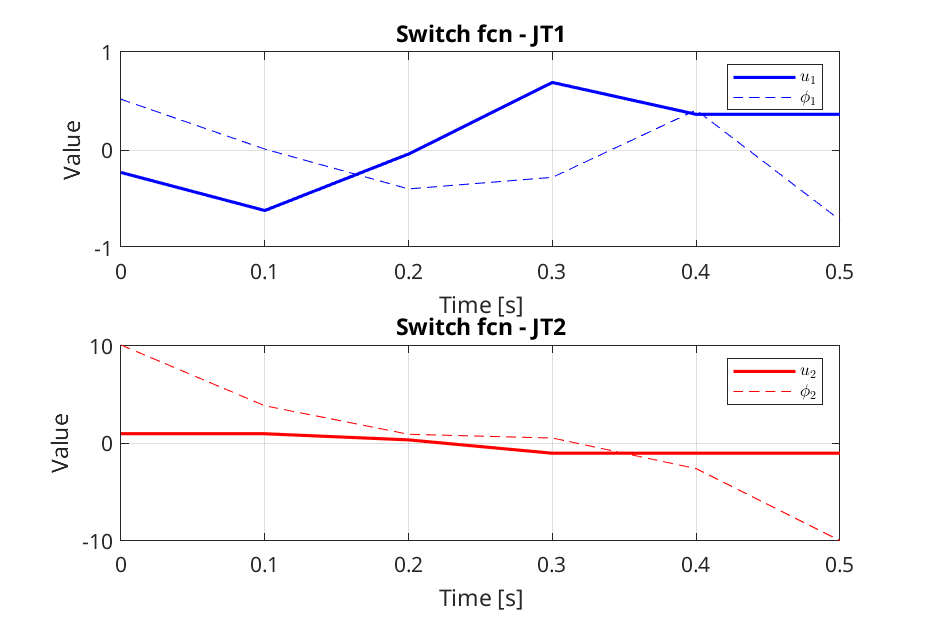 Switch fcn - JT1
1
0
-1
Value
u₁
ϕ₁
0 0.1 0.2 0.3 0.4 0.5
Time [s]
Switch fcn - JT2
10
0
-10
Value
u₂
ϕ₂
0 0.1 0.2 0.3 0.4 0.5
Time [s]